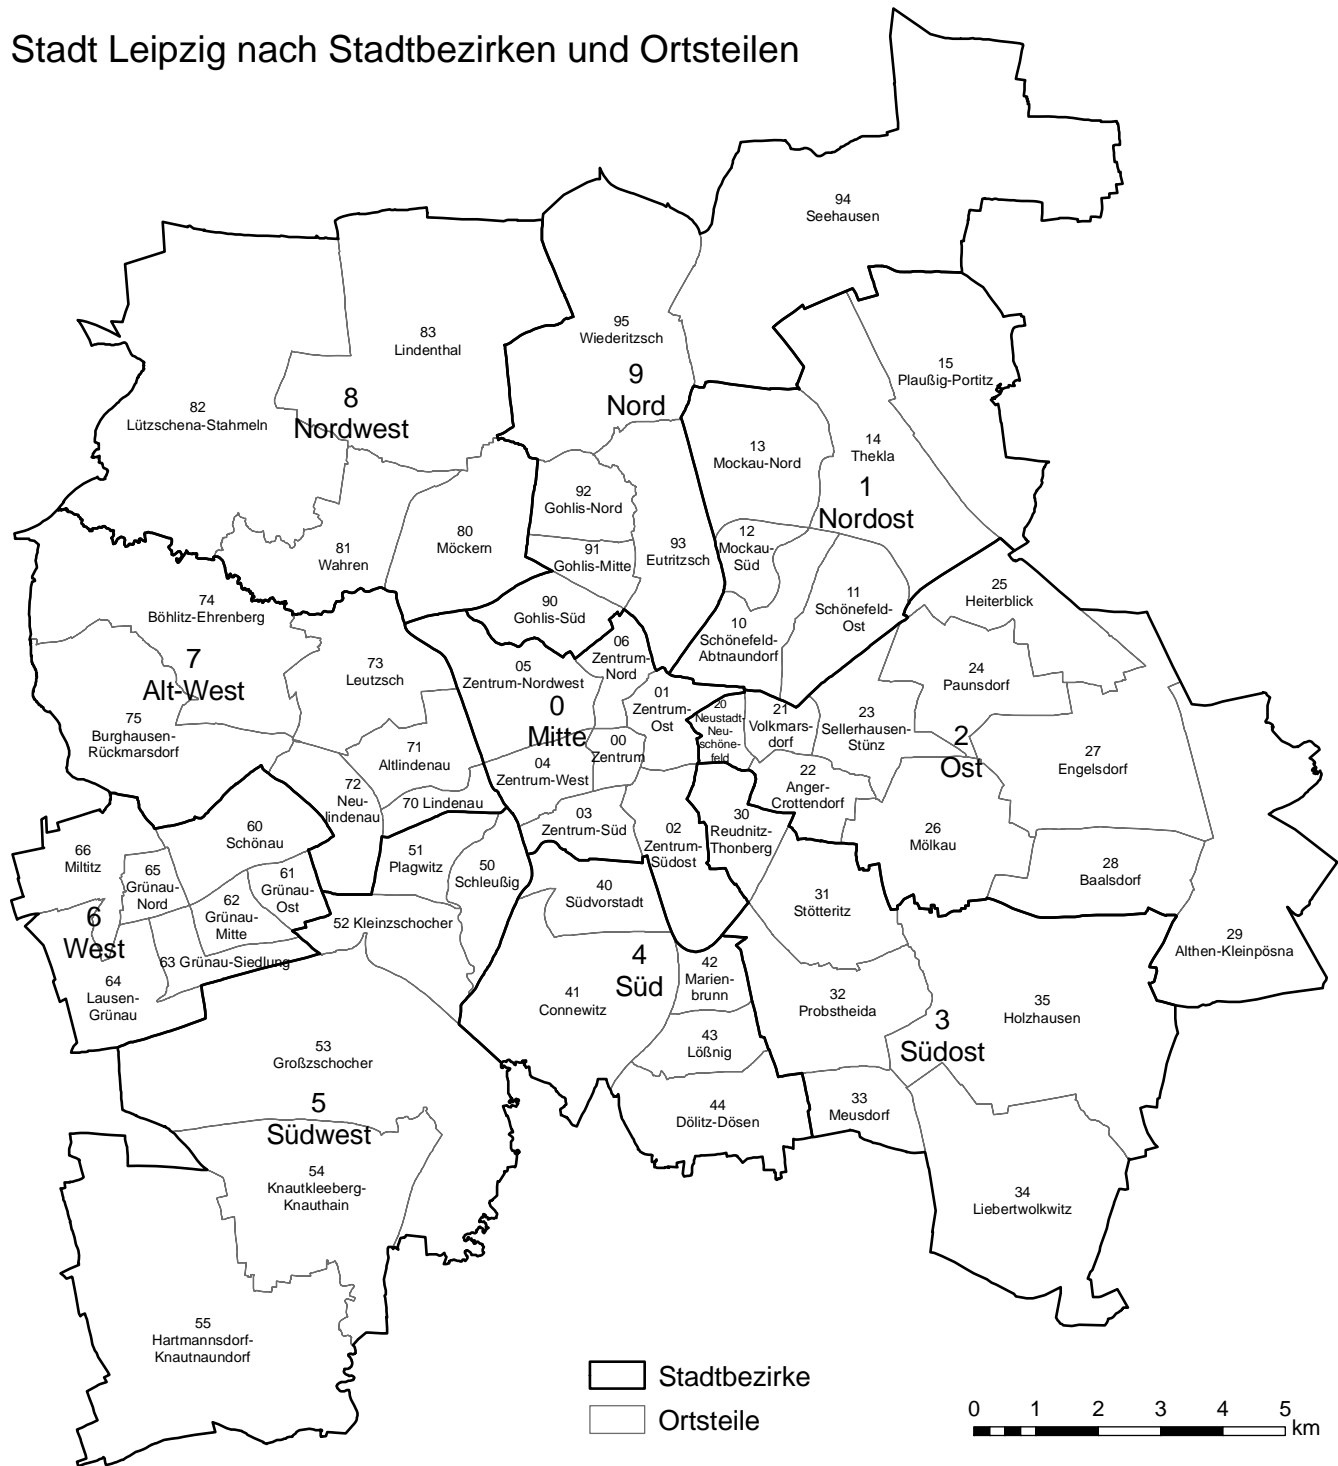 Stadt Leipzig nach Stadtbezirken und Ortsteilen
94
Seehausen
95
Wiederitzsch
83
Lindenthal
9
Nord
15
Plaußig-Portitz
8
Nordwest
82
Lützschena-Stahmeln
13
Mockau-Nord
14
Thekla
1
Nordost
92
Gohlis-Nord
80
Möckern
81
Wahren
91
Gohlis-Mitte
93
Eutritzsch
12
Mockau-
Süd
25
Heiterblick
11
Schönefeld-
Ost
74
Böhlitz-Ehrenberg
90
Gohlis-Süd
10
Schönefeld-
Abtnaundorf
06
Zentrum-
Nord
7
Alt-West
73
Leutzsch
05
Zentrum-Nordwest
24
Paunsdorf
01
Zentrum-
Ost
0
Mitte
20
Neustadt-
Neu-
schöne-
feld
21
Volkmars-
dorf
23
Sellerhausen-
Stünz
75
Burghausen-
Rückmarsdorf
00
Zentrum
2
Ost
27
Engelsdorf
71
Altlindenau
04
Zentrum-West
22
Anger-
Crottendorf
72
Neu-
lindenau
70 Lindenau
03
Zentrum-Süd
02
Zentrum-
Südost
30
Reudnitz-
Thonberg
26
Mölkau
60
Schönau
66
Miltitz
51
Plagwitz
50
Schleußig
28
Baalsdorf
65
Grünau-
Nord
61
Grünau-
Ost
62
Grünau-
Mitte
40
Südvorstadt
31
Stötteritz
6
West
52 Kleinzschocher
29
Althen-Kleinpösna
63 Grünau-Siedlung
4
Süd
42
Marien-
brunn
64
Lausen-
Grünau
41
Connewitz
32
Probstheida
35
Holzhausen
3
Südost
43
Lößnig
53
Großzschocher
5
Südwest
44
Dölitz-Dösen
33
Meusdorf
54
Knautkleeberg-
Knauthain
34
Liebertwolkwitz
55
Hartmannsdorf-
Knautnaundorf
Stadtbezirke
Ortsteile
0 1 2 3 4 5
km